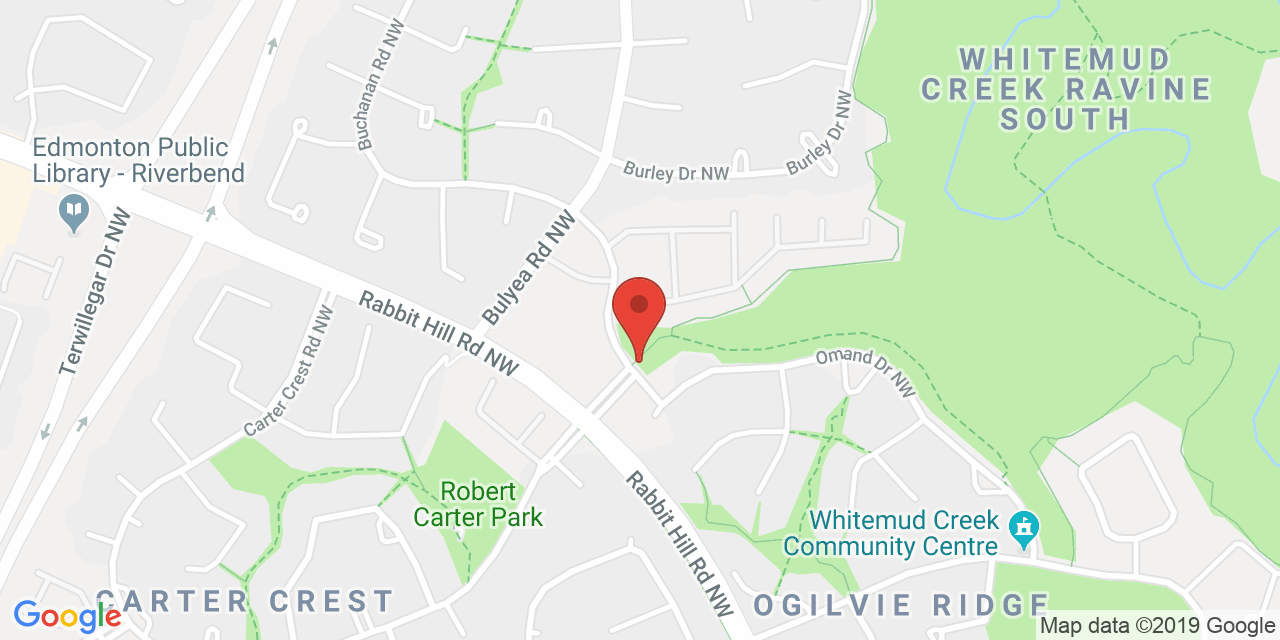 WHITEMUD
CREEK RAVINE
SOUTH
Buchanan Rd NW
Burley Dr NW
Burley Dr NW
Edmonton Public
Library - Riverbend
Terwillegar Dr NW
Bulyea Rd NW
Rabbit Hill Rd NW
Carter Crest Rd NW
Omand Dr NW
Robert
Carter Park
Rabbit Hill Rd NW
Whitemud Creek
Community Centre
CARTER CREST
OGILVIE RIDGE
Google
Map data ©2019 Google